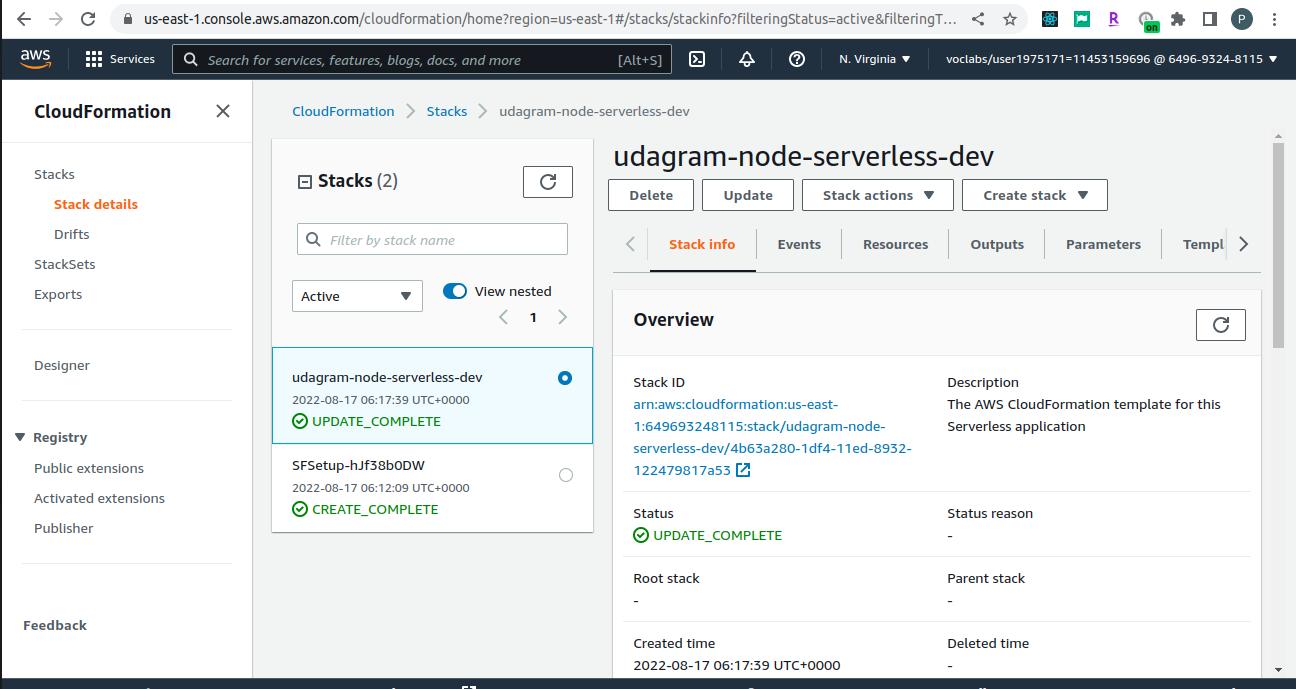 us-east-1.console.aws.amazon.com/cloudformation/home?region=us-east-1#/stacks/stackinfo?filteringStatus=active&filteringT...
R
on
P
aws
Services
Search for services, features, blogs, docs, and more
[Alt+S]
N. Virginia
voclabs/user1975171=11453159696 @ 6496-9324-8115
CloudFormation
Stacks
Stack details
Drifts
StackSets
Exports
Designer
Registry
Public extensions
Activated extensions
Publisher
Feedback
CloudFormation
Stacks
udagram-node-serverless-dev
Stacks (2)
Filter by stack name
Active
View nested
1
udagram-node-serverless-dev
2022-08-17 06:17:39 UTC+0000
UPDATE_COMPLETE
SFSetup-hJf38b0DW
2022-08-17 06:12:09 UTC+0000
CREATE_COMPLETE
udagram-node-serverless-dev
Delete
Update
Stack actions
Create stack
Stack info
Events
Resources
Outputs
Parameters
Templ
Overview
Stack ID
arn:aws:cloudformation:us-east-
1:649693248115:stack/udagram-node-
serverless-dev/4b63a280-1df4-11ed-8932-
122479817a53
Description
The AWS CloudFormation template for this
Serverless application
Status
UPDATE_COMPLETE
Status reason
-
Root stack
-
Parent stack
-
Created time
2022-08-17 06:17:39 UTC+0000
Deleted time
-